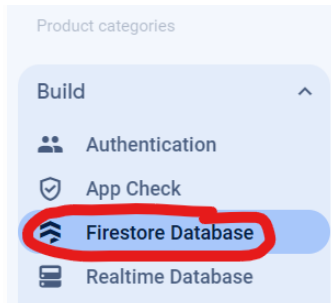 Product categories
Build
Authentication
App Check
Firestore Database
Realtime Database